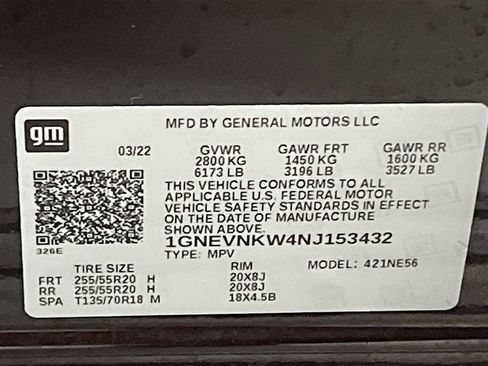 gm
MFD BY GENERAL MOTORS LLC
03/22 GVWR GAWR FRT GAWR RR
2800 KG 1450 KG 1600 KG
6173 LB 3196 LB 3527 LB
THIS VEHICLE CONFORMS TO ALL
APPLICABLE U.S. FEDERAL MOTOR
VEHICLE SAFETY STANDARDS IN EFFECT
ON THE DATE OF MANUFACTURE
SHOWN ABOVE.
326E
1GNEVNKW4NJ153432
TYPE: MPV MODEL: 421NE56
TIRE SIZE RIM
FRT 255/55R20 H 20X8J
RR 255/55R20 H 20X8J
SPA T135/70R18 M 18X4.5B